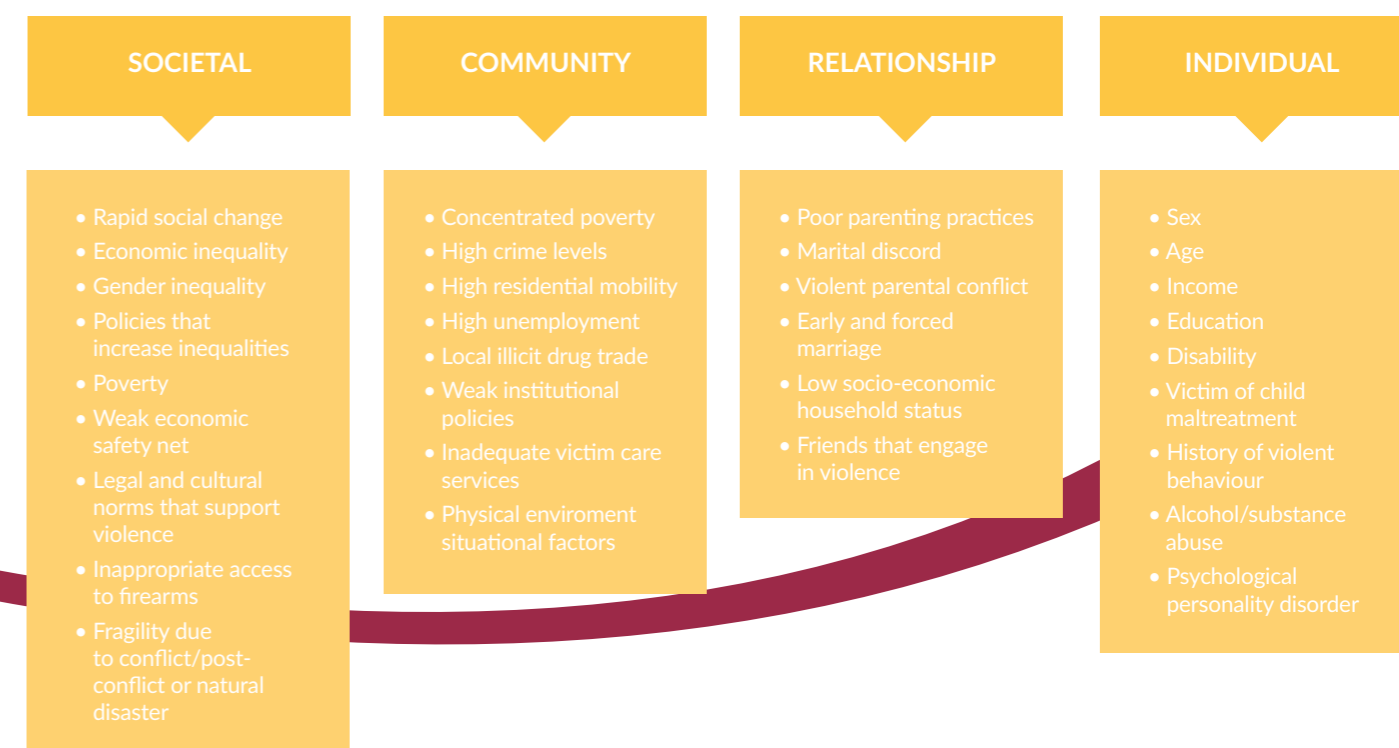 SOCIETAL
• Rapid social change
• Economic inequality
• Gender inequality
• Policies that
increase inequalities
• Poverty
• Weak economic
safety net
• Legal and cultural
norms that support
violence
• Inappropriate access
to firearms
• Fragility due
to conflict/post-
conflict or natural
disaster
COMMUNITY
• Concentrated poverty
• High crime levels
• High residential mobility
• High unemployment
• Local illicit drug trade
• Weak institutional
policies
• Inadequate victim care
services
• Physical enviroment
situational factors
RELATIONSHIP
• Poor parenting practices
• Marital discord
• Violent parental conflict
• Early and forced
marriage
• Low socio-economic
household status
• Friends that engage
in violence
INDIVIDUAL
• Sex
• Age
• Income
• Education
• Disability
• Victim of child
maltreatment
• History of violent
behaviour
• Alcohol/substance
abuse
• Psychological
personality disorder